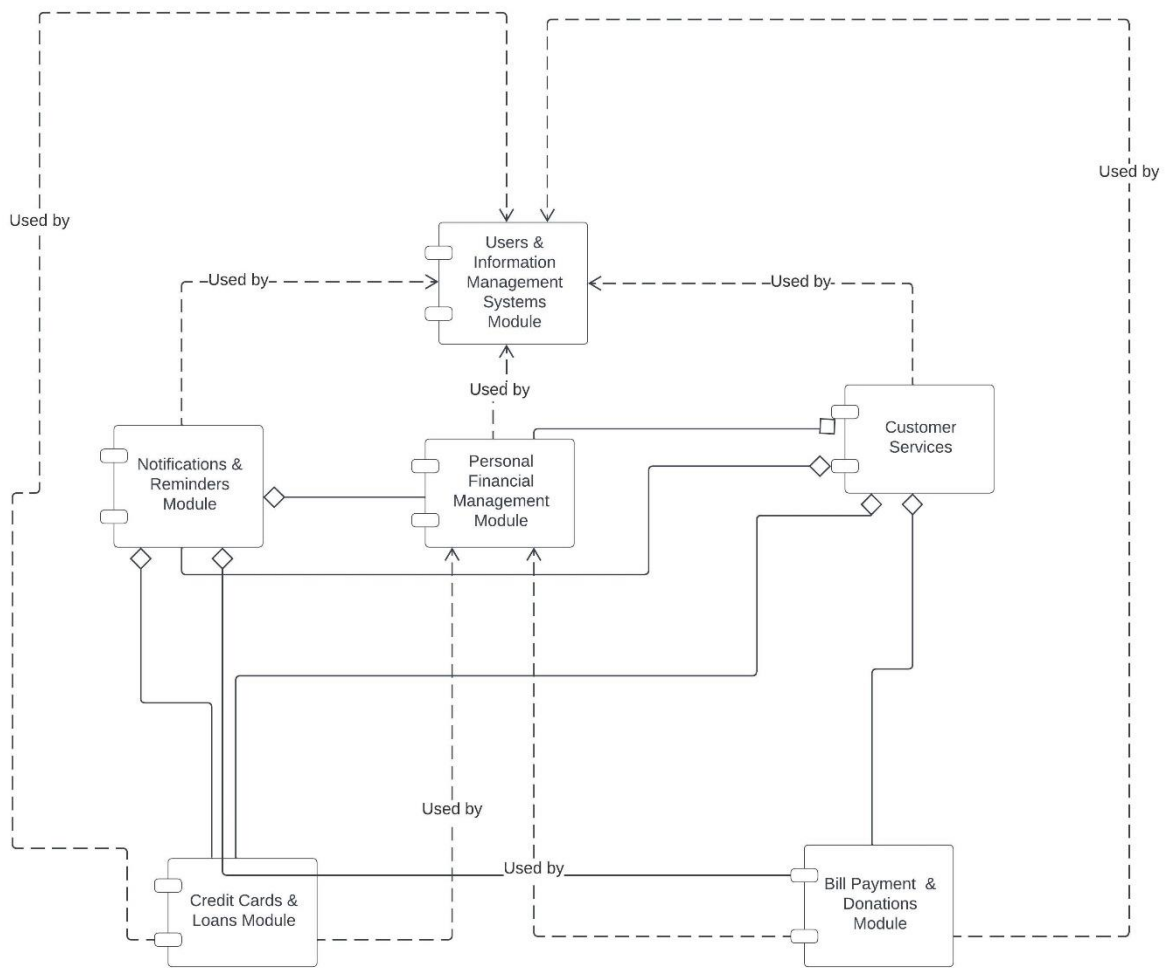 Used by
Used by
Users &
Information
Management
Systems
Module
Used by
Used by
Used by
Notifications &
Reminders
Module
Personal
Financial
Management
Module
Customer
Services
Used by
Used by
Credit Cards &
Loans Module
Bill Payment &
Donations
Module